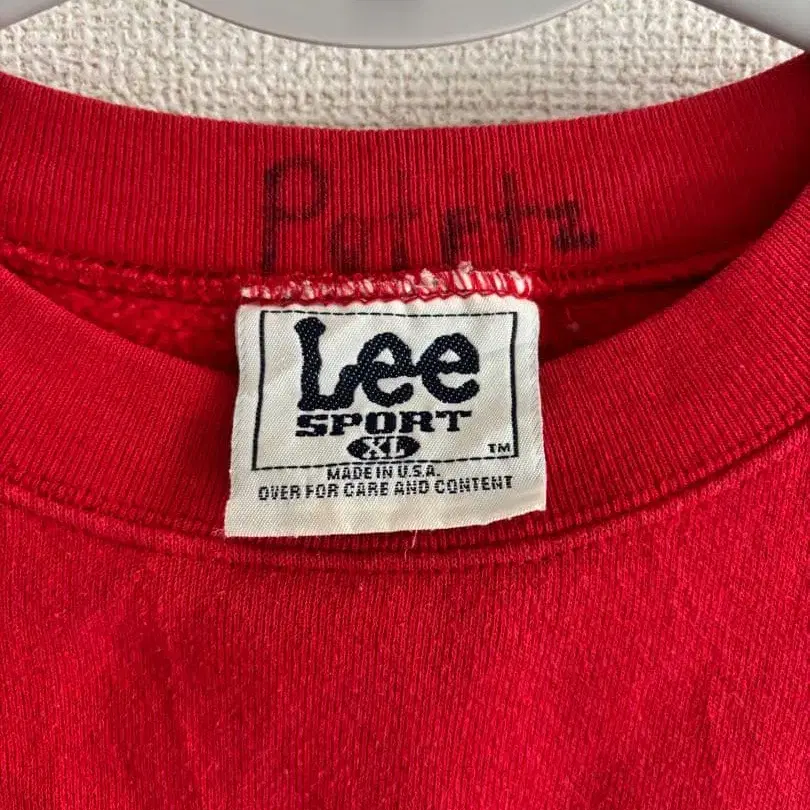 Lee
SPORT
XL
TM
MADE IN U.S.A.
OVER FOR CARE AND CONTENT